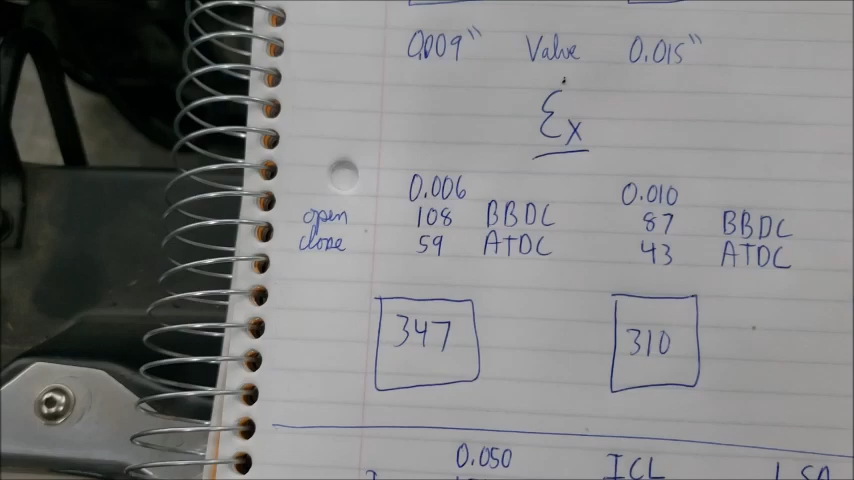 0.009" Valve 0.015"
Ex
0.006 0.010
open 108 BBDC 87 BBDC
close 59 ATDC 43 ATDC
347 310
0.050 ICL LSA